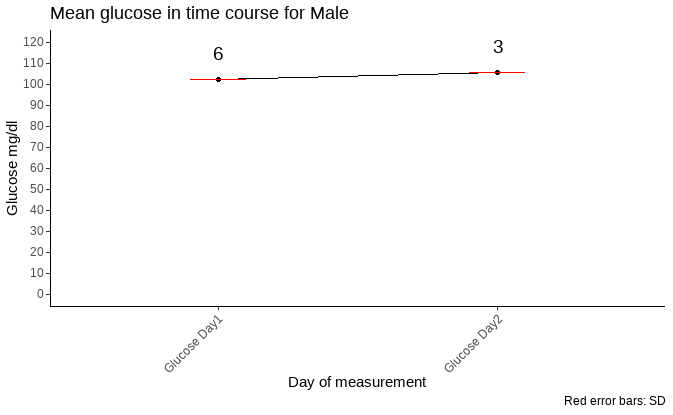 Mean glucose in time course for Male
6
3
120
110
100
90
80
70
60
50
40
30
20
10
0
Glucose mg/dl
Glucose Day1
Glucose Day2
Day of measurement
Red error bars: SD